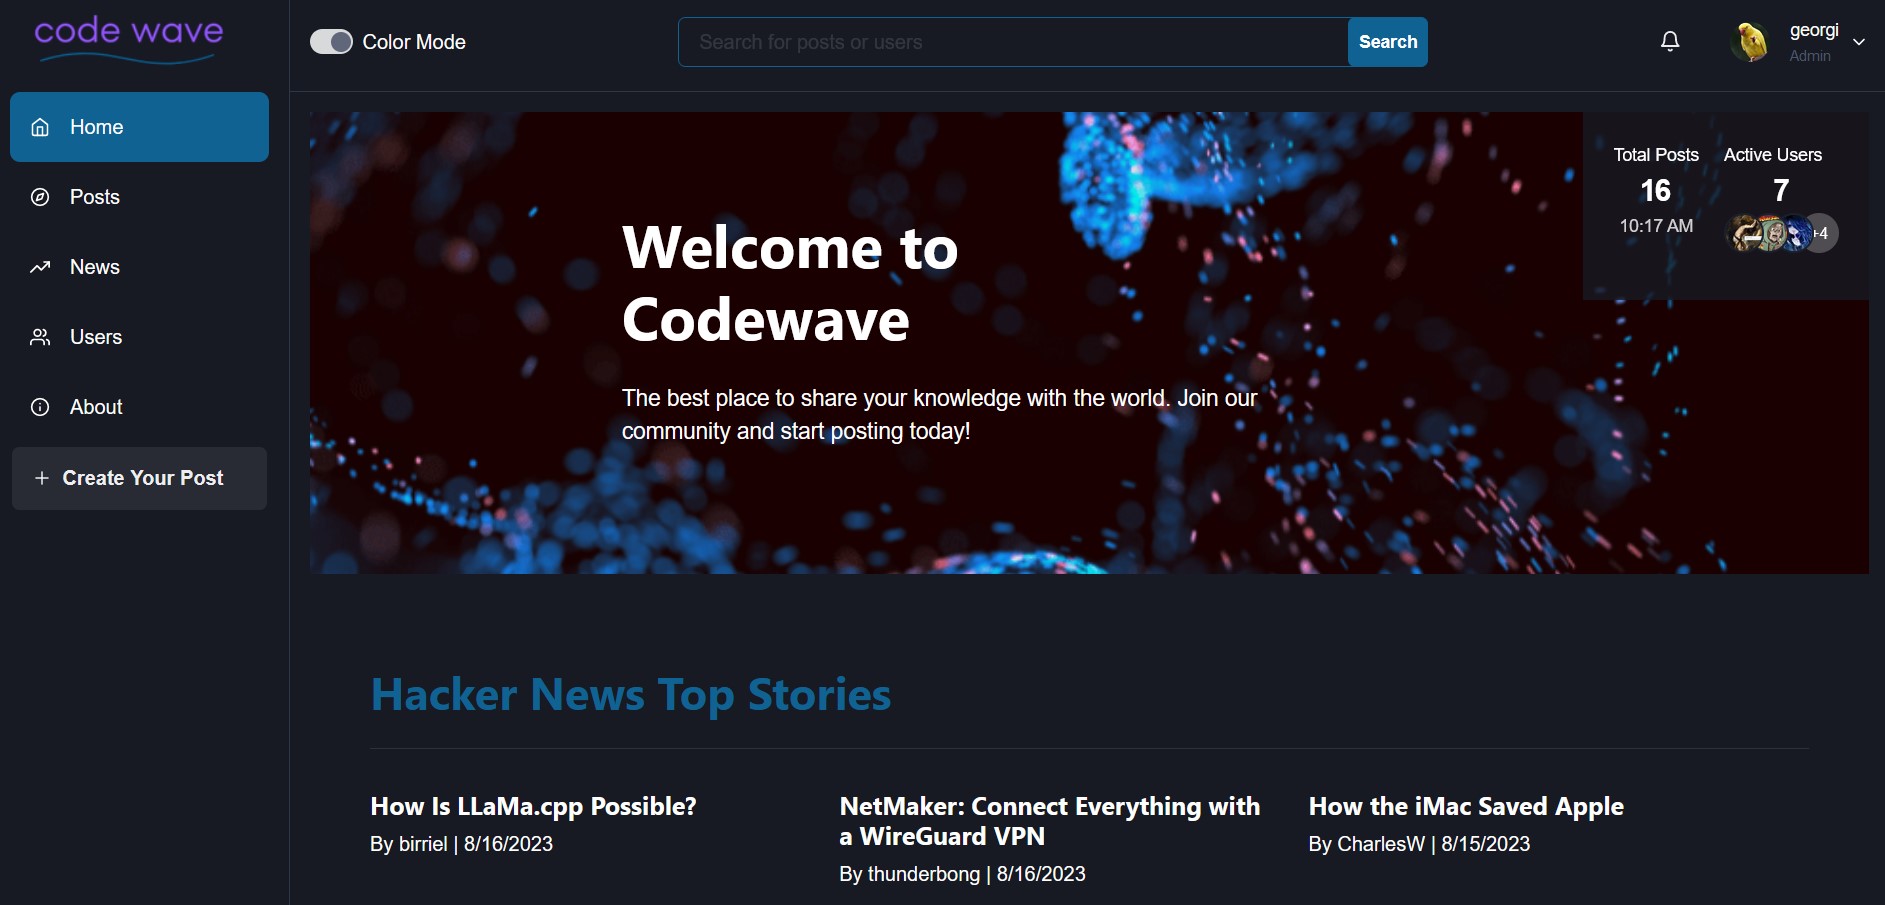 code wave
Color Mode
Search for posts or users
Search
georgi
Admin
Home
Posts
News
Users
About
+ Create Your Post
Total Posts
16
10:17 AM
Active Users
7
+4
Welcome to
Codewave
The best place to share your knowledge with the world. Join our
community and start posting today!
Hacker News Top Stories
How Is LLaMa.cpp Possible?
By birriel | 8/16/2023
NetMaker: Connect Everything with
a WireGuard VPN
By thunderbong | 8/16/2023
How the iMac Saved Apple
By CharlesW | 8/15/2023